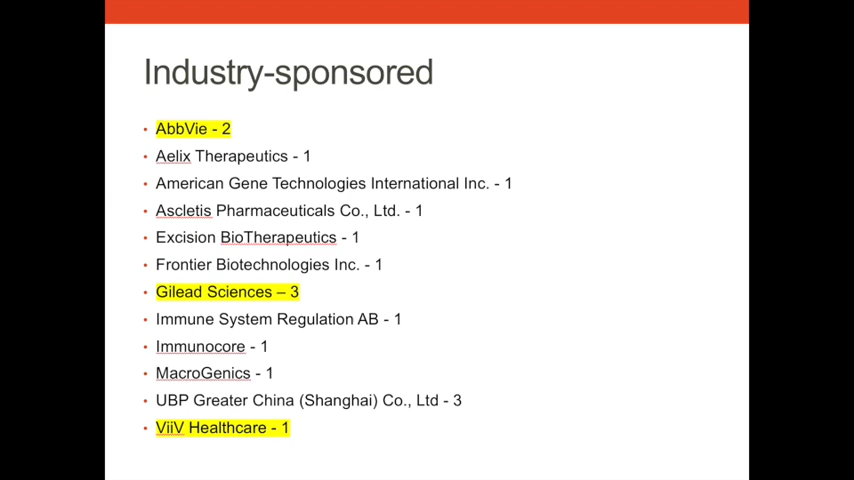 Industry-sponsored
• AbbVie - 2
• Aelix Therapeutics - 1
• American Gene Technologies International Inc. - 1
• Ascletis Pharmaceuticals Co., Ltd. - 1
• Excision BioTherapeutics - 1
• Frontier Biotechnologies Inc. - 1
• Gilead Sciences – 3
• Immune System Regulation AB - 1
• Immunocore - 1
• MacroGenics - 1
• UBP Greater China (Shanghai) Co., Ltd - 3
• ViiV Healthcare - 1